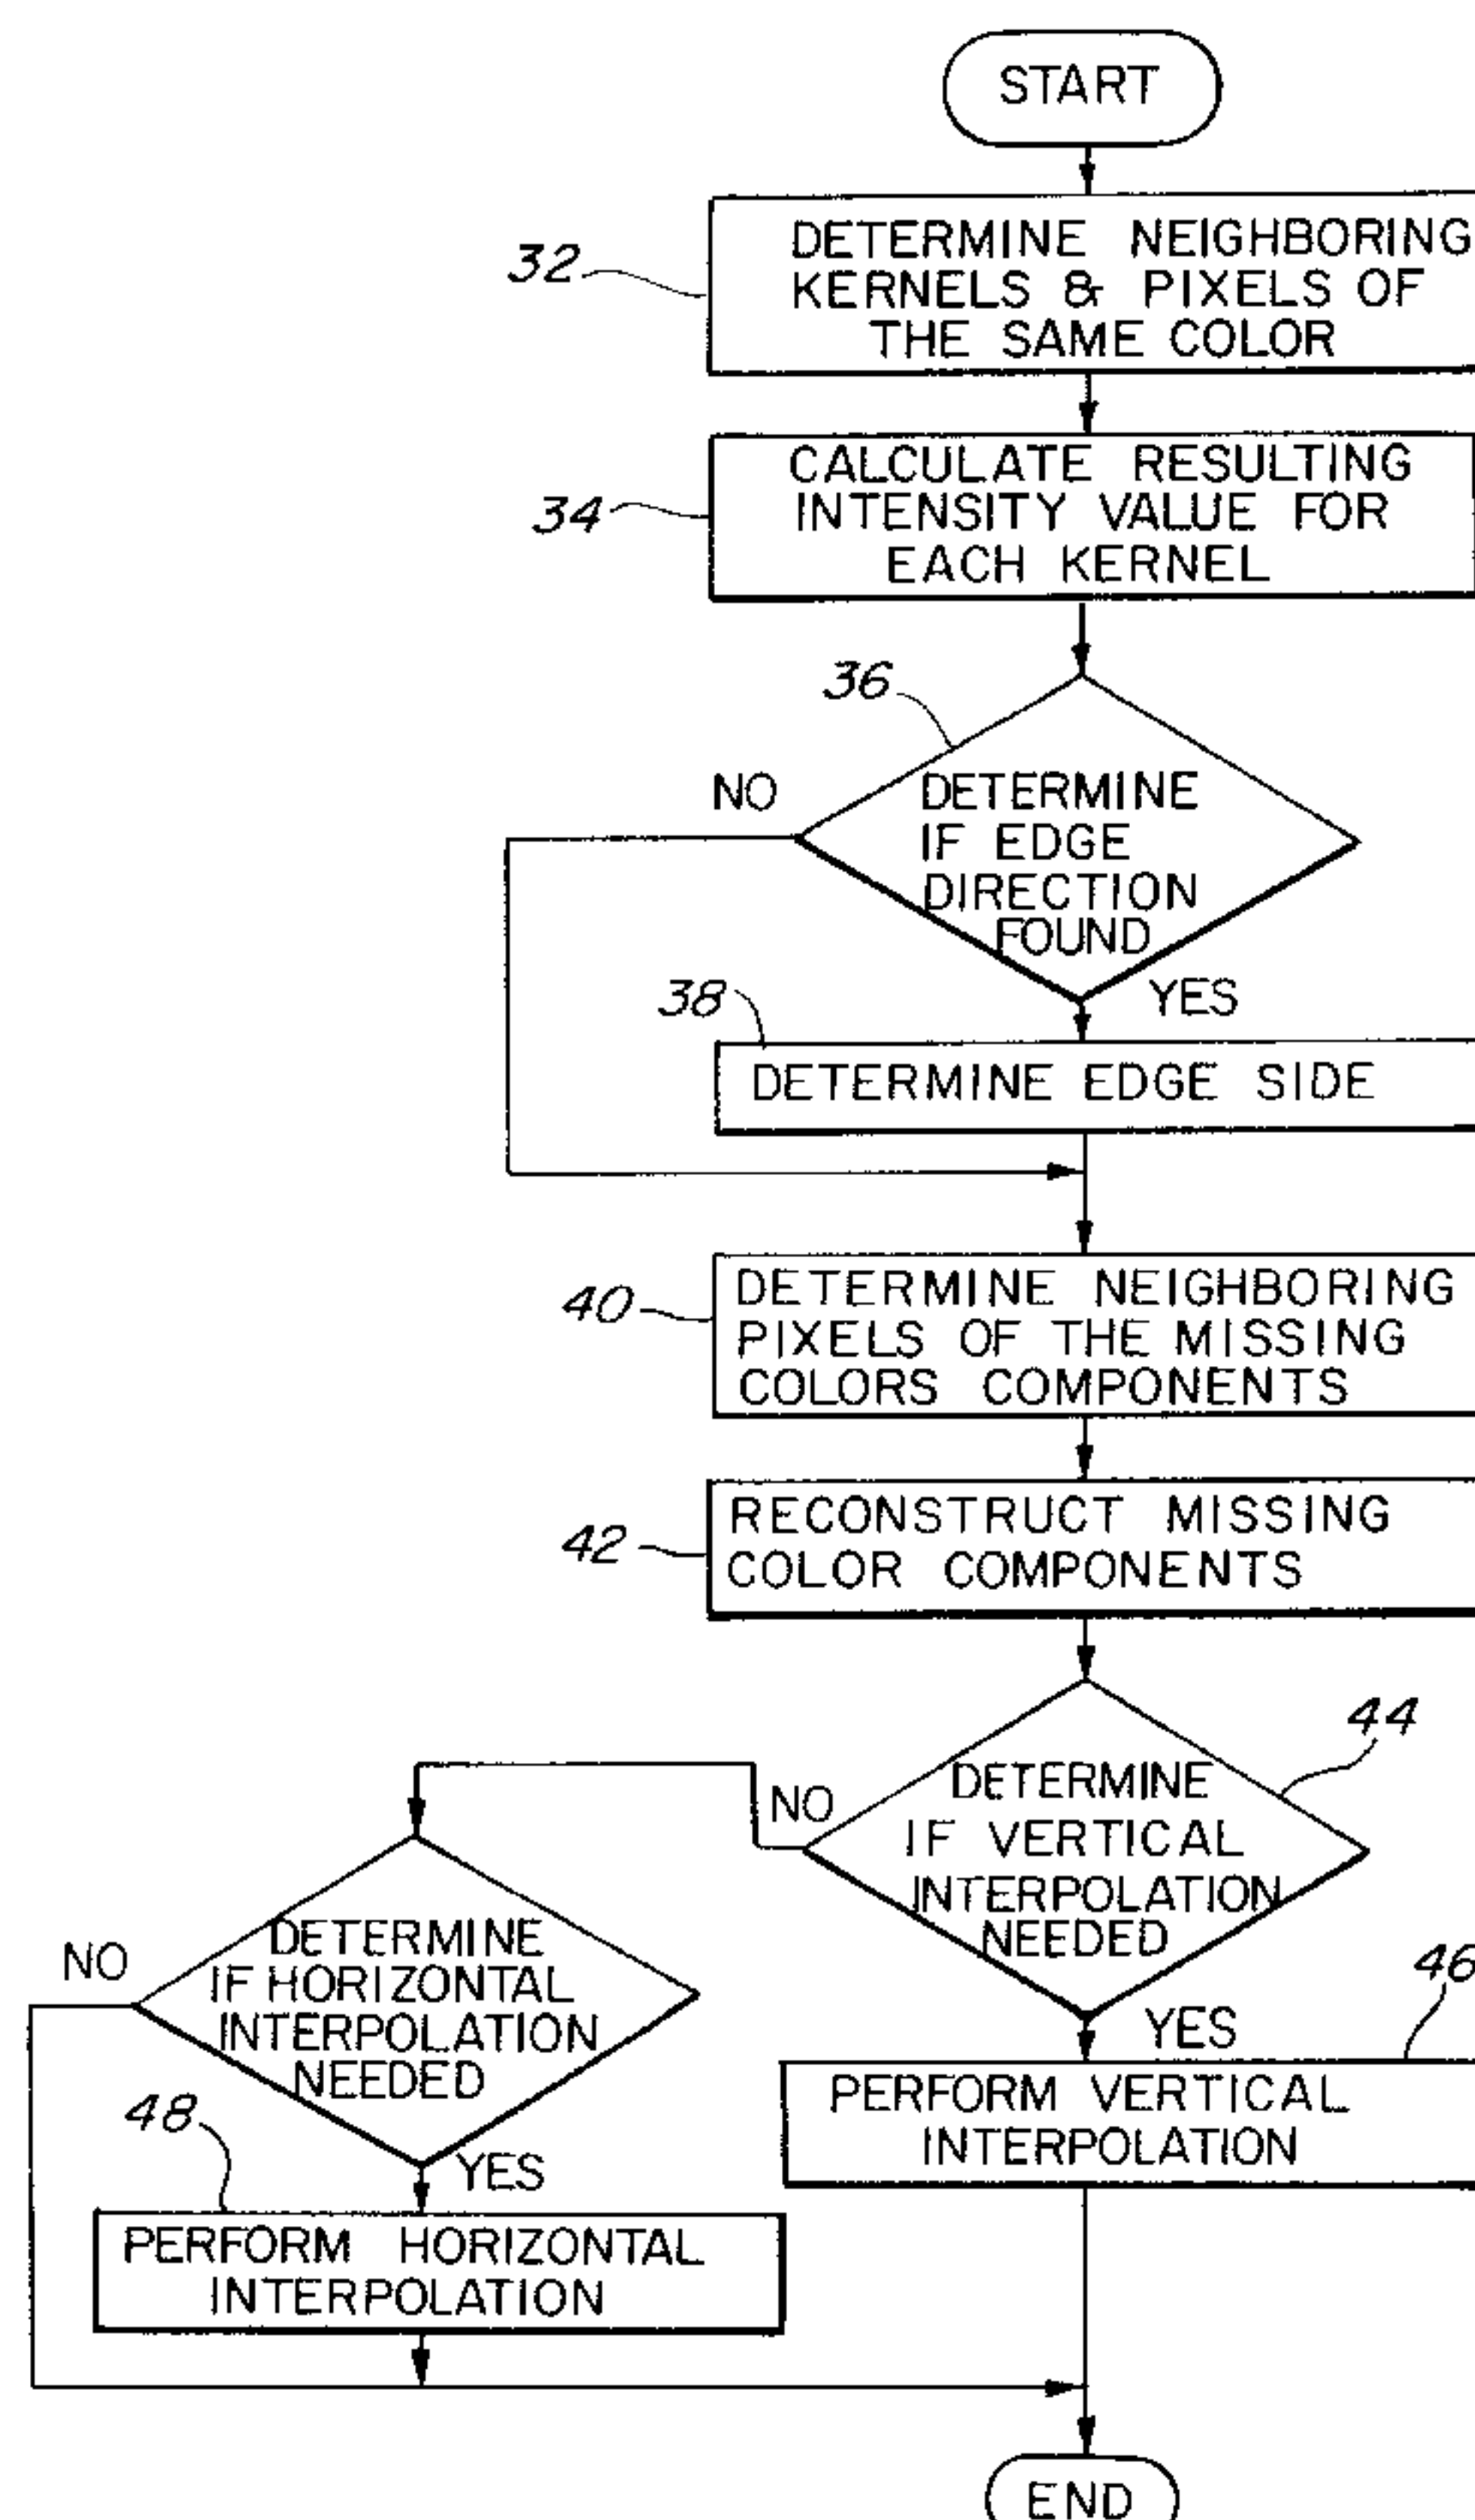 START
32
DETERMINE NEIGHBORING
KERNELS & PIXELS OF
THE SAME COLOR
34
CALCULATE RESULTING
INTENSITY VALUE FOR
EACH KERNEL
36
NO
DETERMINE
IF EDGE
DIRECTION
FOUND
YES
38
DETERMINE EDGE SIDE
40
DETERMINE NEIGHBORING
PIXELS OF THE MISSING
COLORS COMPONENTS
42
RECONSTRUCT MISSING
COLOR COMPONENTS
44
NO
DETERMINE
IF VERTICAL
INTERPOLATION
NEEDED
YES
46
PERFORM VERTICAL
INTERPOLATION
NO
DETERMINE
IF HORIZONTAL
INTERPOLATION
NEEDED
YES
48
PERFORM HORIZONTAL
INTERPOLATION
END